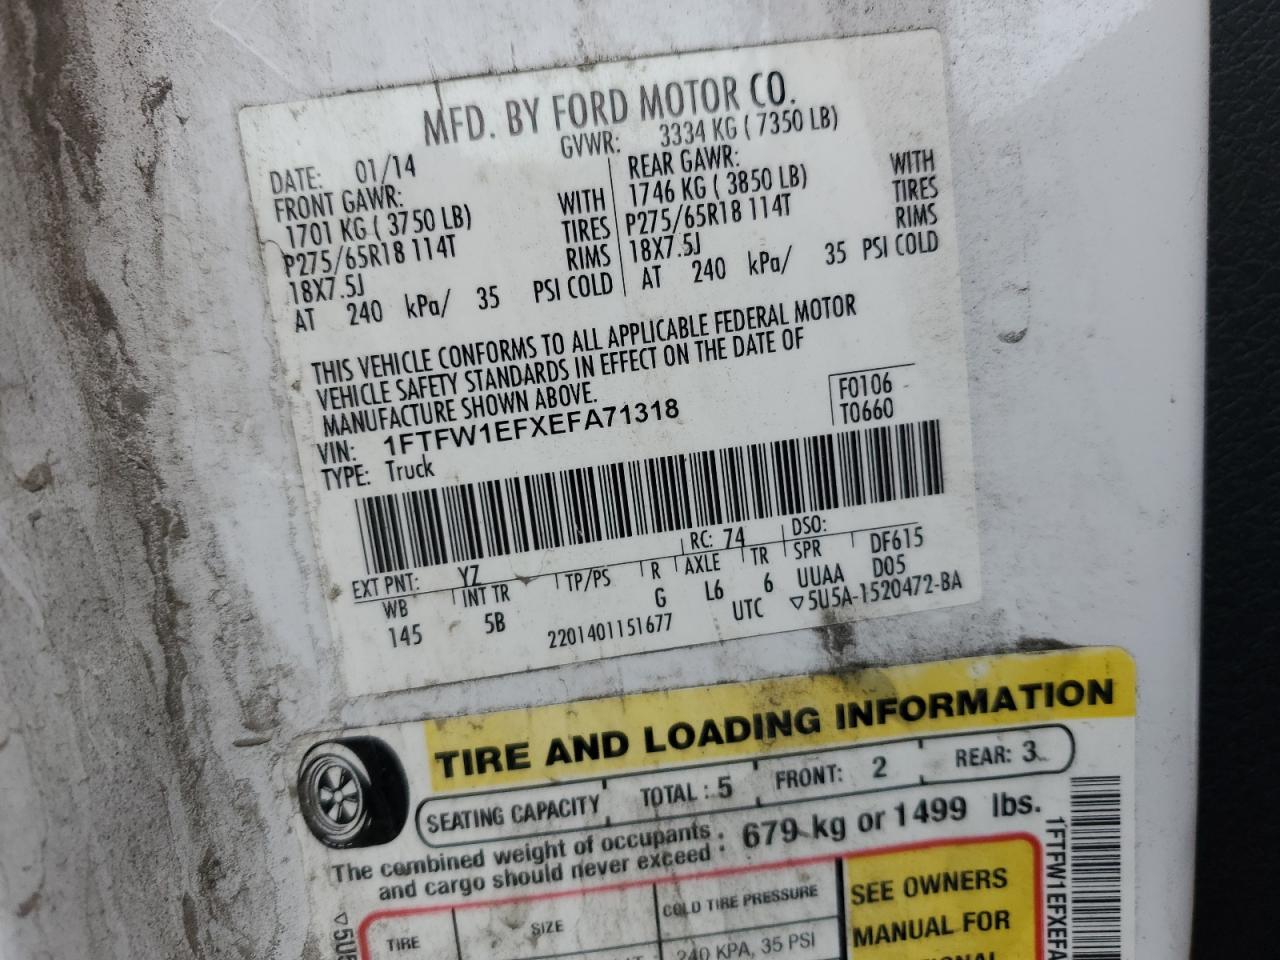 MFD. BY FORD MOTOR CO.
DATE: 01/14 GVWR: 3334 KG ( 7350 LB)
FRONT GAWR: REAR GAWR:
1701 KG ( 3750 LB) WITH 1746 KG ( 3850 LB) WITH
P275/65R18 114T TIRES P275/65R18 114T TIRES
18X7.5J RIMS 18X7.5J RIMS
AT 240 kPa/ 35 PSI COLD AT 240 kPa/ 35 PSI COLD
THIS VEHICLE CONFORMS TO ALL APPLICABLE FEDERAL MOTOR
VEHICLE SAFETY STANDARDS IN EFFECT ON THE DATE OF
MANUFACTURE SHOWN ABOVE.
F0106
VIN: 1FTFW1EFXEFA71318 T0660
TYPE: Truck
EXT PNT: YZ RC: 74 DSO:
WB INT TR TP/PS R AXLE TR SPR DF615
145 5B G L6 6 UUAA D05
2201401151677 UTC ▽5U5A-1520472-BA
TIRE AND LOADING INFORMATION
SEATING CAPACITY TOTAL : 5 FRONT: 2 REAR: 3
The combined weight of occupants : 679 kg or 1499 lbs.
and cargo should never exceed :
TIRE SIZE COLD TIRE PRESSURE SEE OWNERS
240 KPA, 35 PSI MANUAL FOR
▽5U5
1FTFW1EFXEFA